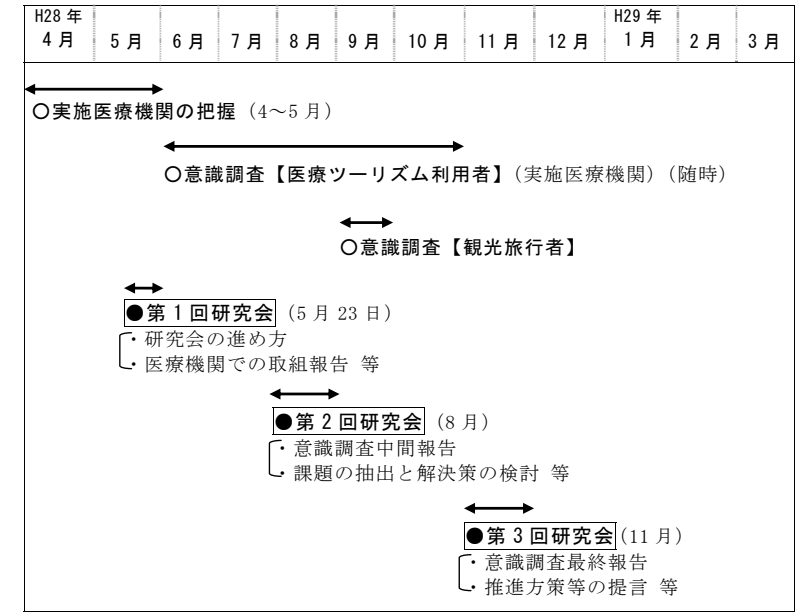 H28 年 H29 年
4 月 5 月 6 月 7 月 8 月 9 月 10 月 11 月 12 月 1 月 2 月 3 月
○実施医療機関の把握（4～5 月）
○意識調査【医療ツーリズム利用者】（実施医療機関）（随時）
○意識調査【観光旅行者】
●第 1 回研究会（5 月 23 日）
・研究会の進め方
・医療機関での取組報告 等
●第 2 回研究会（8 月）
・意識調査中間報告
・課題の抽出と解決策の検討 等
●第 3 回研究会（11 月）
・意識調査最終報告
・推進方策等の提言 等